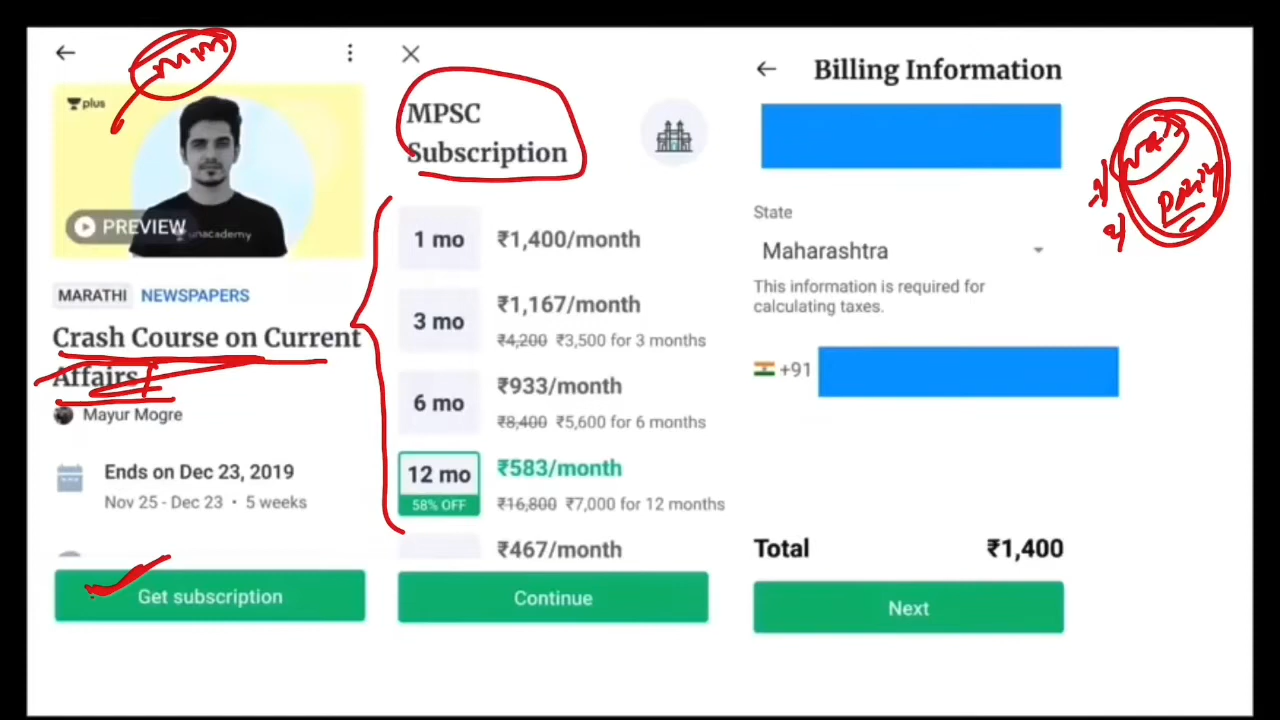 plus
PREVIEW
unacademy
MARATHI NEWSPAPERS
Crash Course on Current
Affairs
Mayur Mogre
Ends on Dec 23, 2019
Nov 25 - Dec 23 • 5 weeks
Get subscription
MPSC
Subscription
1 mo ₹1,400/month
3 mo ₹1,167/month
₹4,200 ₹3,500 for 3 months
6 mo ₹933/month
₹8,400 ₹5,600 for 6 months
12 mo ₹583/month
58% OFF ₹16,800 ₹7,000 for 12 months
₹467/month
Continue
Billing Information
State
Maharashtra
This information is required for
calculating taxes.
+91
Total ₹1,400
Next